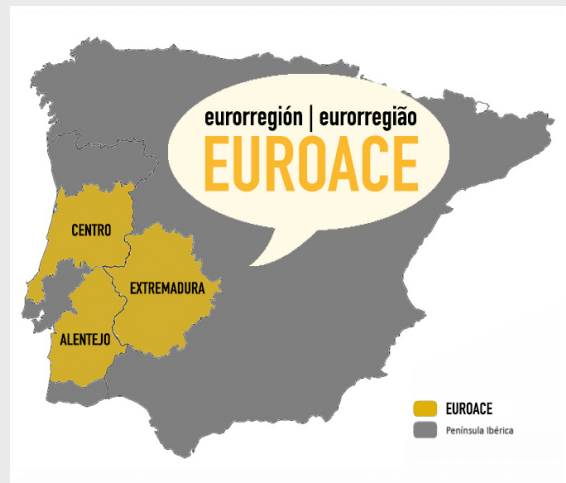 eurorregión | eurorregião
EUROACE
CENTRO
EXTREMADURA
ALENTEJO
EUROACE
Península Ibérica